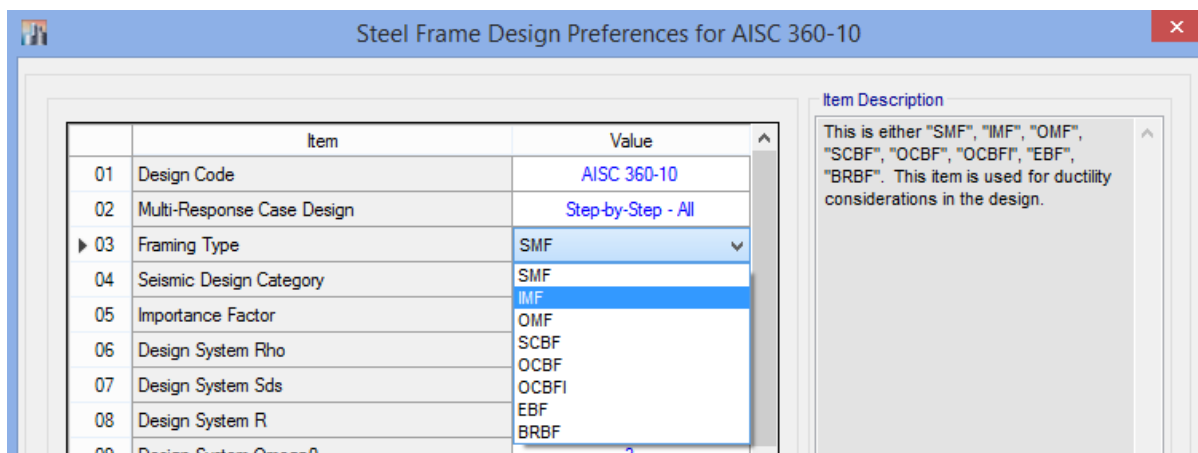 Steel Frame Design Preferences for AISC 360-10
Item Value
01 Design Code AISC 360-10
02 Multi-Response Case Design Step-by-Step - All
03 Framing Type SMF
04 Seismic Design Category SMF
IMF
05 Importance Factor OMF
06 Design System Rho SCBF
OCBF
07 Design System Sds OCBFI
08 Design System R EBF
BRBF
Item Description
This is either "SMF", "IMF", "OMF",
"SCBF", "OCBF", "OCBFI", "EBF",
"BRBF".  This item is used for ductility
considerations in the design.